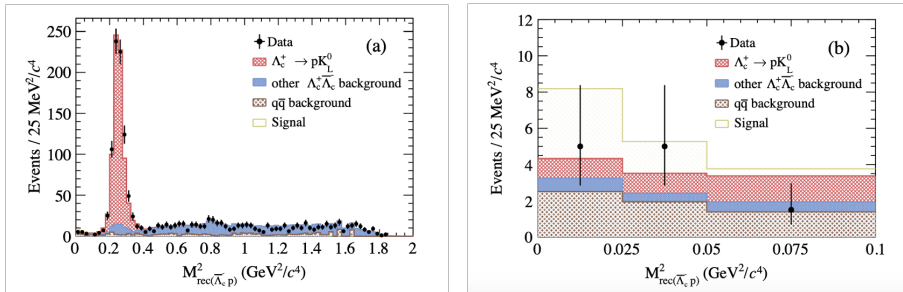 (a)
Data
Λc+ → pK0L
other Λc+Λ̄c− background
qq̄ background
Signal
Events / 25 MeV²/c⁴
250
200
150
100
50
0
0 0.2 0.4 0.6 0.8 1 1.2 1.4 1.6 1.8 2
M²rec(Λ̄c p) (GeV²/c⁴)
(b)
Data
Λc+ → pK0L
other Λc+Λ̄c background
qq̄ background
Signal
Events / 25 MeV²/c⁴
12
10
8
6
4
2
0
0 0.025 0.05 0.075 0.1
M²rec(Λ̄c p) (GeV²/c⁴)